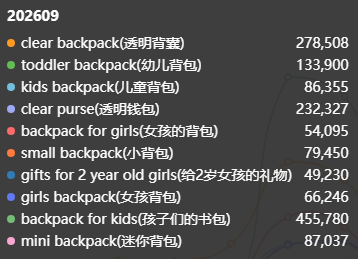 202609
clear backpack(透明背囊) 278,508
toddler backpack(幼儿背包) 133,900
kids backpack(儿童背包) 86,355
clear purse(透明钱包) 232,327
backpack for girls(女孩的背包) 54,095
small backpack(小背包) 79,450
gifts for 2 year old girls(给2岁女孩的礼物) 49,230
girls backpack(女孩背包) 66,246
backpack for kids(孩子们的书包) 455,780
mini backpack(迷你背包) 87,037